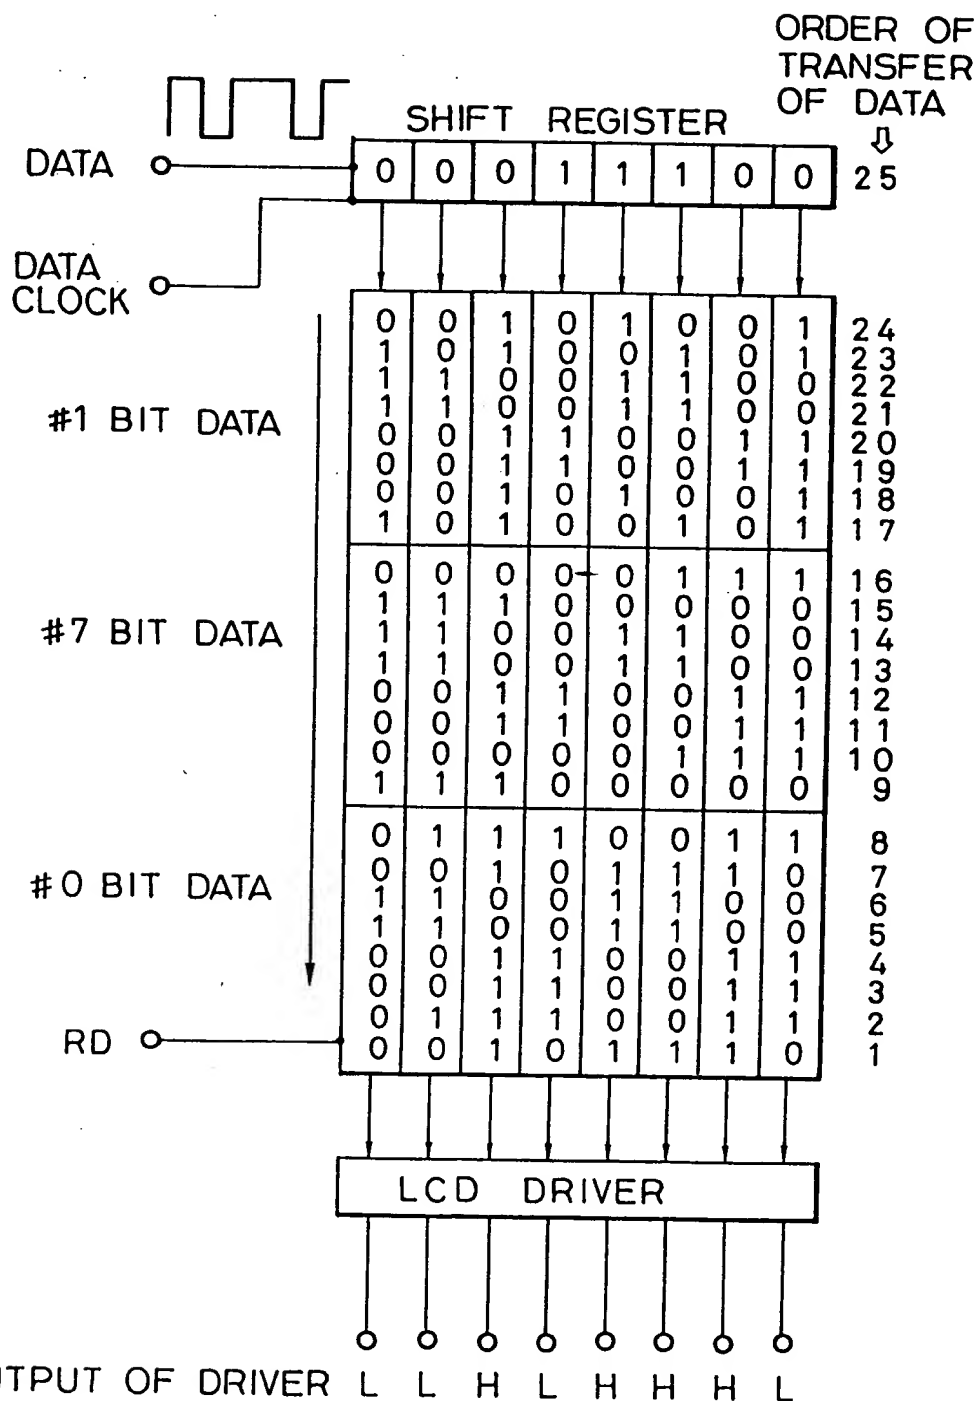 ORDER OF
TRANSFER
OF DATA
⇩
SHIFT REGISTER
DATA 0 0 0 1 1 1 0 0 25
DATA
CLOCK
0 0 1 0 1 0 0 1 24
1 0 1 0 0 1 0 1 23
1 1 0 0 1 1 0 0 22
#1 BIT DATA 1 1 0 0 1 1 0 0 21
0 0 1 1 0 0 1 1 20
0 0 1 1 0 0 1 1 19
0 0 1 0 1 0 0 1 18
1 0 1 0 0 1 0 1 17
0 0 0 0 0 1 1 1 16
1 1 1 0 0 0 0 0 15
#7 BIT DATA 1 1 0 0 1 1 0 0 14
1 1 0 0 1 1 0 0 13
0 0 1 1 0 0 1 1 12
0 0 1 1 0 0 1 1 11
0 0 0 0 0 1 1 1 10
1 1 1 0 0 0 0 0 9
0 1 1 1 0 0 1 1 8
#0 BIT DATA 0 0 1 0 1 1 1 0 7
1 1 0 0 1 1 0 0 6
1 1 0 0 1 1 0 0 5
0 0 1 1 0 0 1 1 4
0 0 1 1 0 0 1 1 3
0 1 1 1 0 0 1 1 2
RD 0 0 1 0 1 1 1 0 1
LCD DRIVER
UTPUT OF DRIVER L L H L H H H L